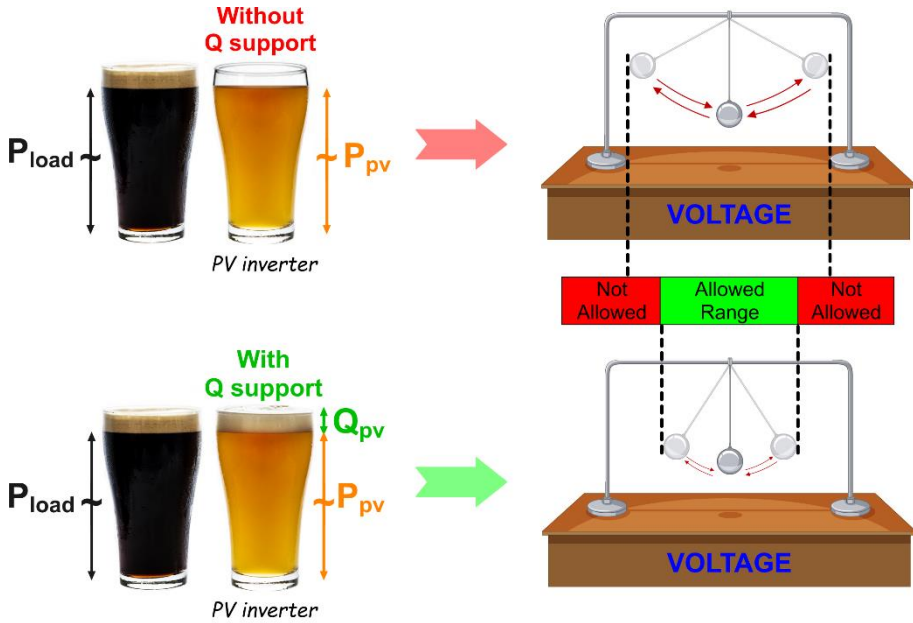 Without
Q support
P_load
~
~
P_pv
PV inverter
VOLTAGE
Not
Allowed
Allowed
Range
Not
Allowed
With
Q support
Q_pv
P_load
~
~
P_pv
PV inverter
VOLTAGE